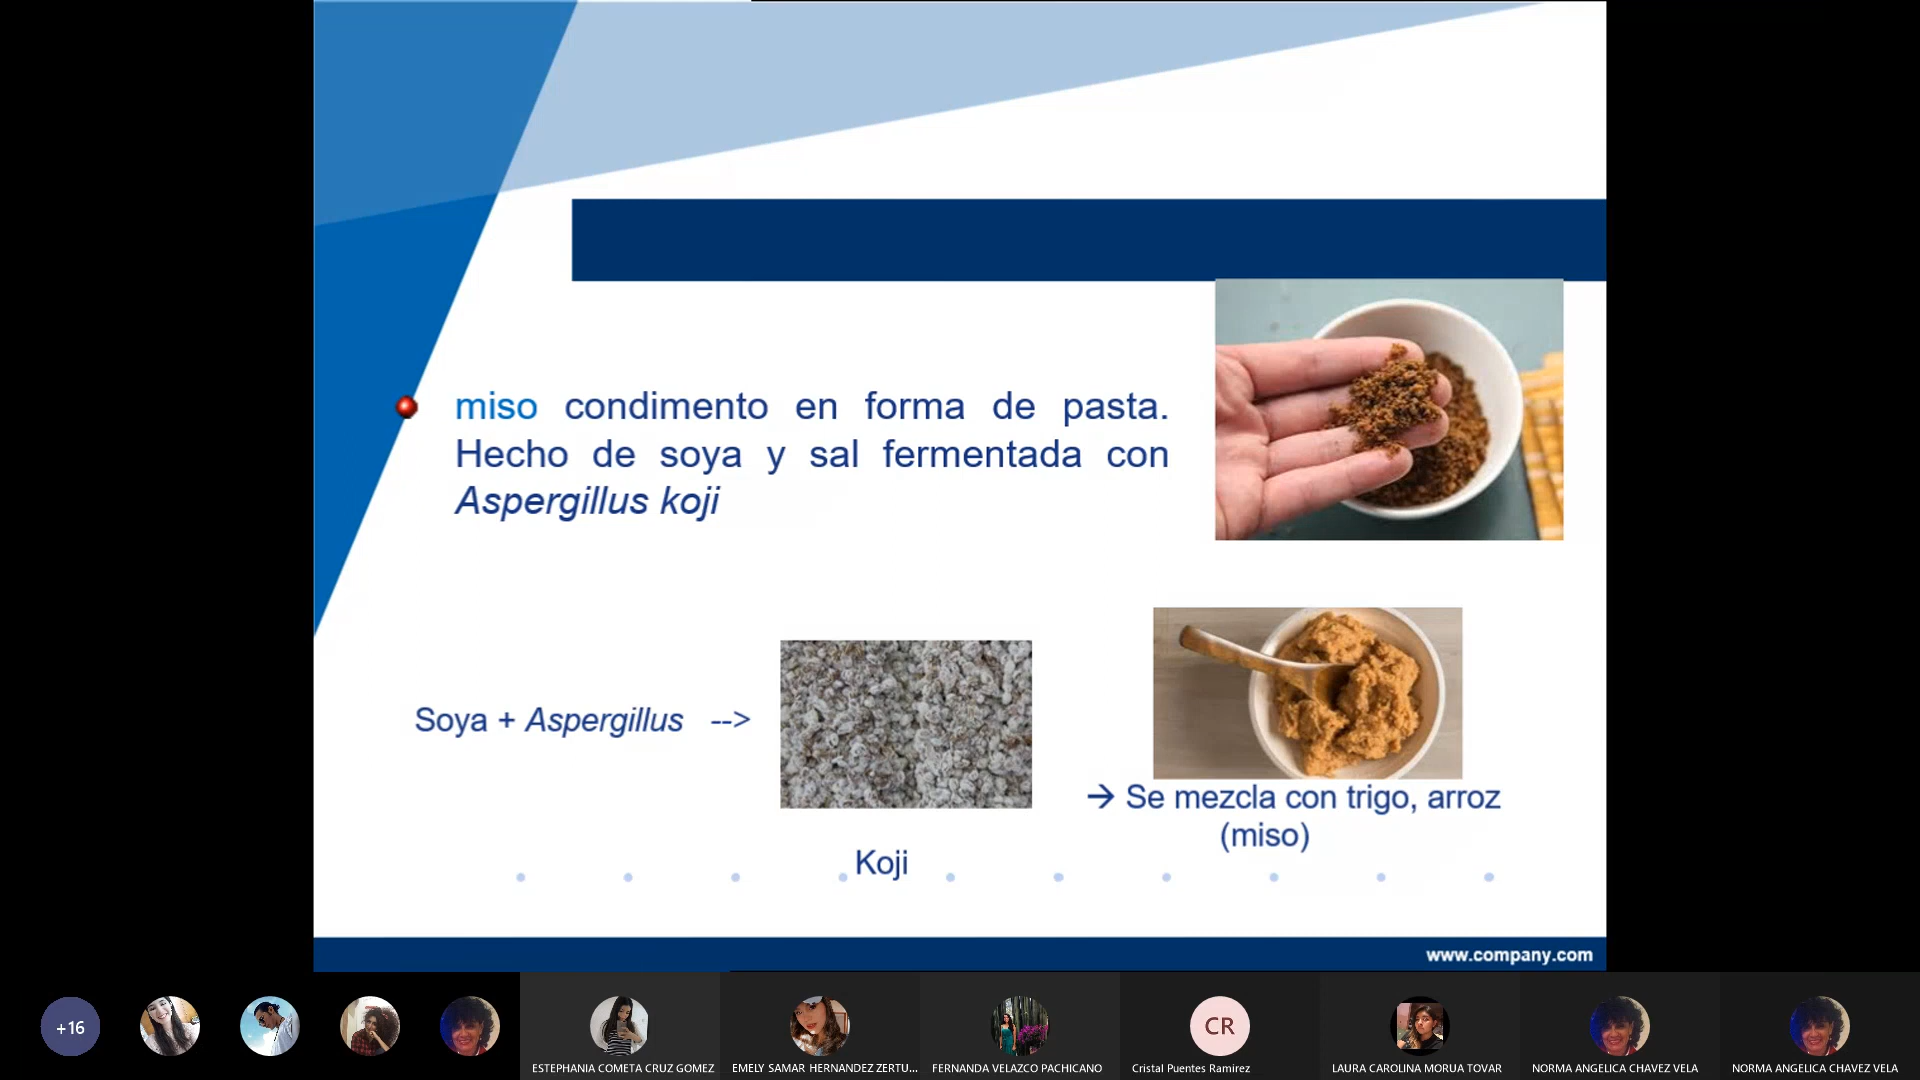 miso condimento en forma de pasta.
Hecho de soya y sal fermentada con
Aspergillus koji
Soya + Aspergillus -->
→ Se mezcla con trigo, arroz
(miso)
Koji
www.company.com
+16
ESTEPHANIA COMETA CRUZ GOMEZ
EMELY SAMAR HERNANDEZ ZERTU...
FERNANDA VELAZCO PACHICANO
CR
Cristal Puentes Ramirez
LAURA CAROLINA MORUA TOVAR
NORMA ANGELICA CHAVEZ VELA
NORMA ANGELICA CHAVEZ VELA